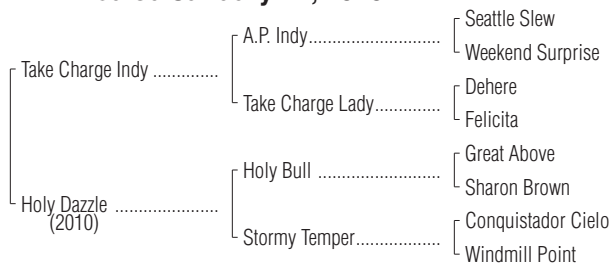 Seattle Slew
A.P. Indy
Weekend Surprise
Take Charge Indy
Dehere
Take Charge Lady
Felicita
Great Above
Holy Bull
Sharon Brown
Holy Dazzle
(2010)
Conquistador Cielo
Stormy Temper
Windmill Point